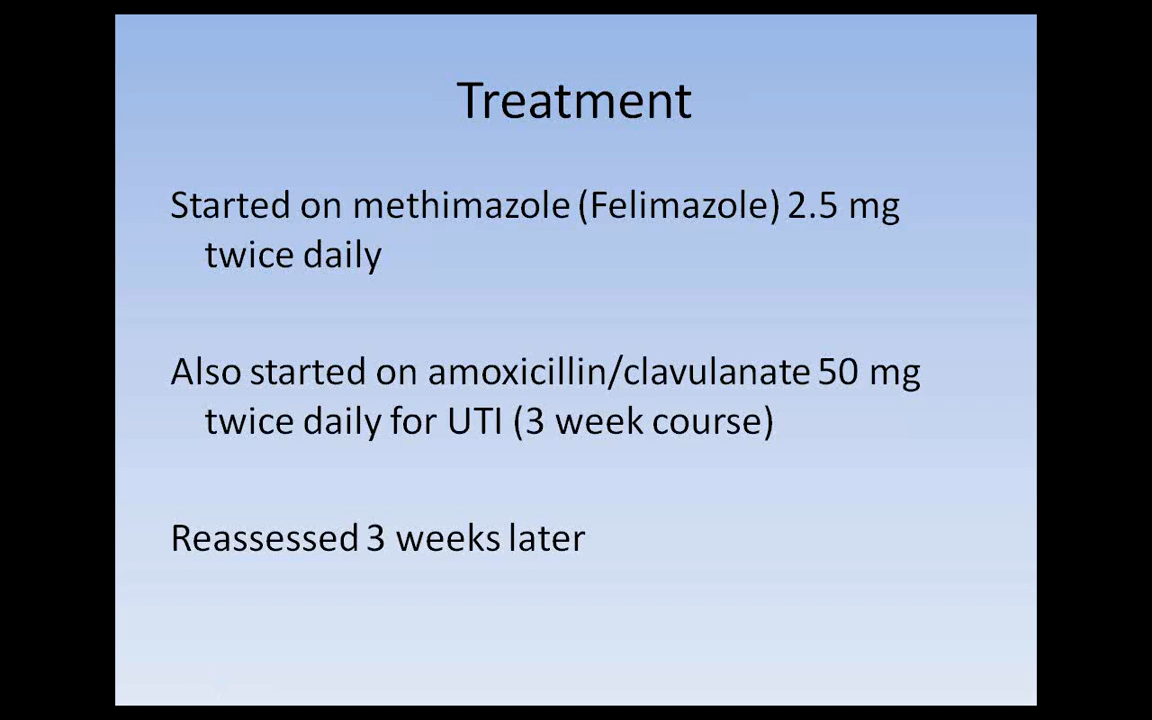 Treatment
Started on methimazole (Felimazole) 2.5 mg
twice daily
Also started on amoxicillin/clavulanate 50 mg
twice daily for UTI (3 week course)
Reassessed 3 weeks later